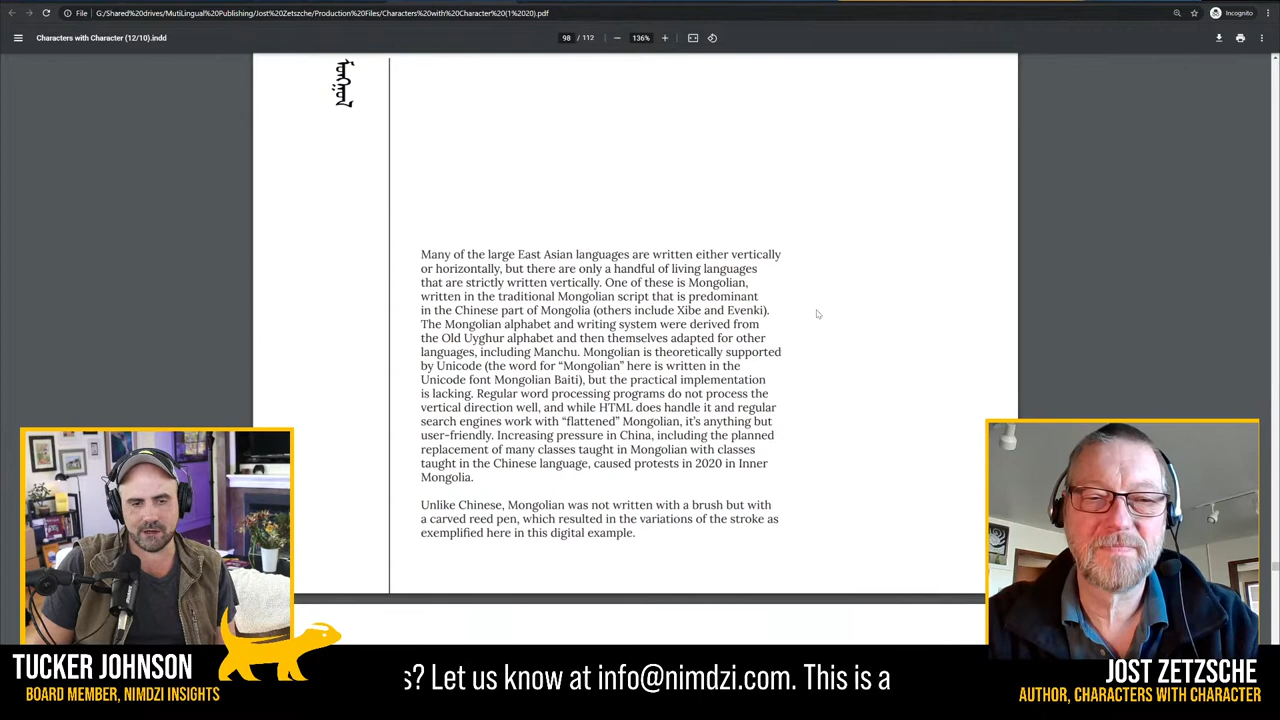 File
G:/Shared%20drives/MutiLingual%20Publishing/Jost%20Zetszche/Production%20Files/Characters%20with%20Character%20(1%2020).pdf
Incognito
Characters with Character (12/10).indd
98 / 112
136%
Many of the large East Asian languages are written either vertically
or horizontally, but there are only a handful of living languages
that are strictly written vertically. One of these is Mongolian,
written in the traditional Mongolian script that is predominant
in the Chinese part of Mongolia (others include Xibe and Evenki).
The Mongolian alphabet and writing system were derived from
the Old Uyghur alphabet and then themselves adapted for other
languages, including Manchu. Mongolian is theoretically supported
by Unicode (the word for “Mongolian” here is written in the
Unicode font Mongolian Baiti), but the practical implementation
is lacking. Regular word processing programs do not process the
vertical direction well, and while HTML does handle it and regular
search engines work with “flattened” Mongolian, it’s anything but
user-friendly. Increasing pressure in China, including the planned
replacement of many classes taught in Mongolian with classes
taught in the Chinese language, caused protests in 2020 in Inner
Mongolia.
Unlike Chinese, Mongolian was not written with a brush but with
a carved reed pen, which resulted in the variations of the stroke as
exemplified here in this digital example.
TUCKER JOHNSON
BOARD MEMBER, NIMDZI INSIGHTS
s? Let us know at info@nimdzi.com. This is a
JOST ZETZSCHE
AUTHOR, CHARACTERS WITH CHARACTER